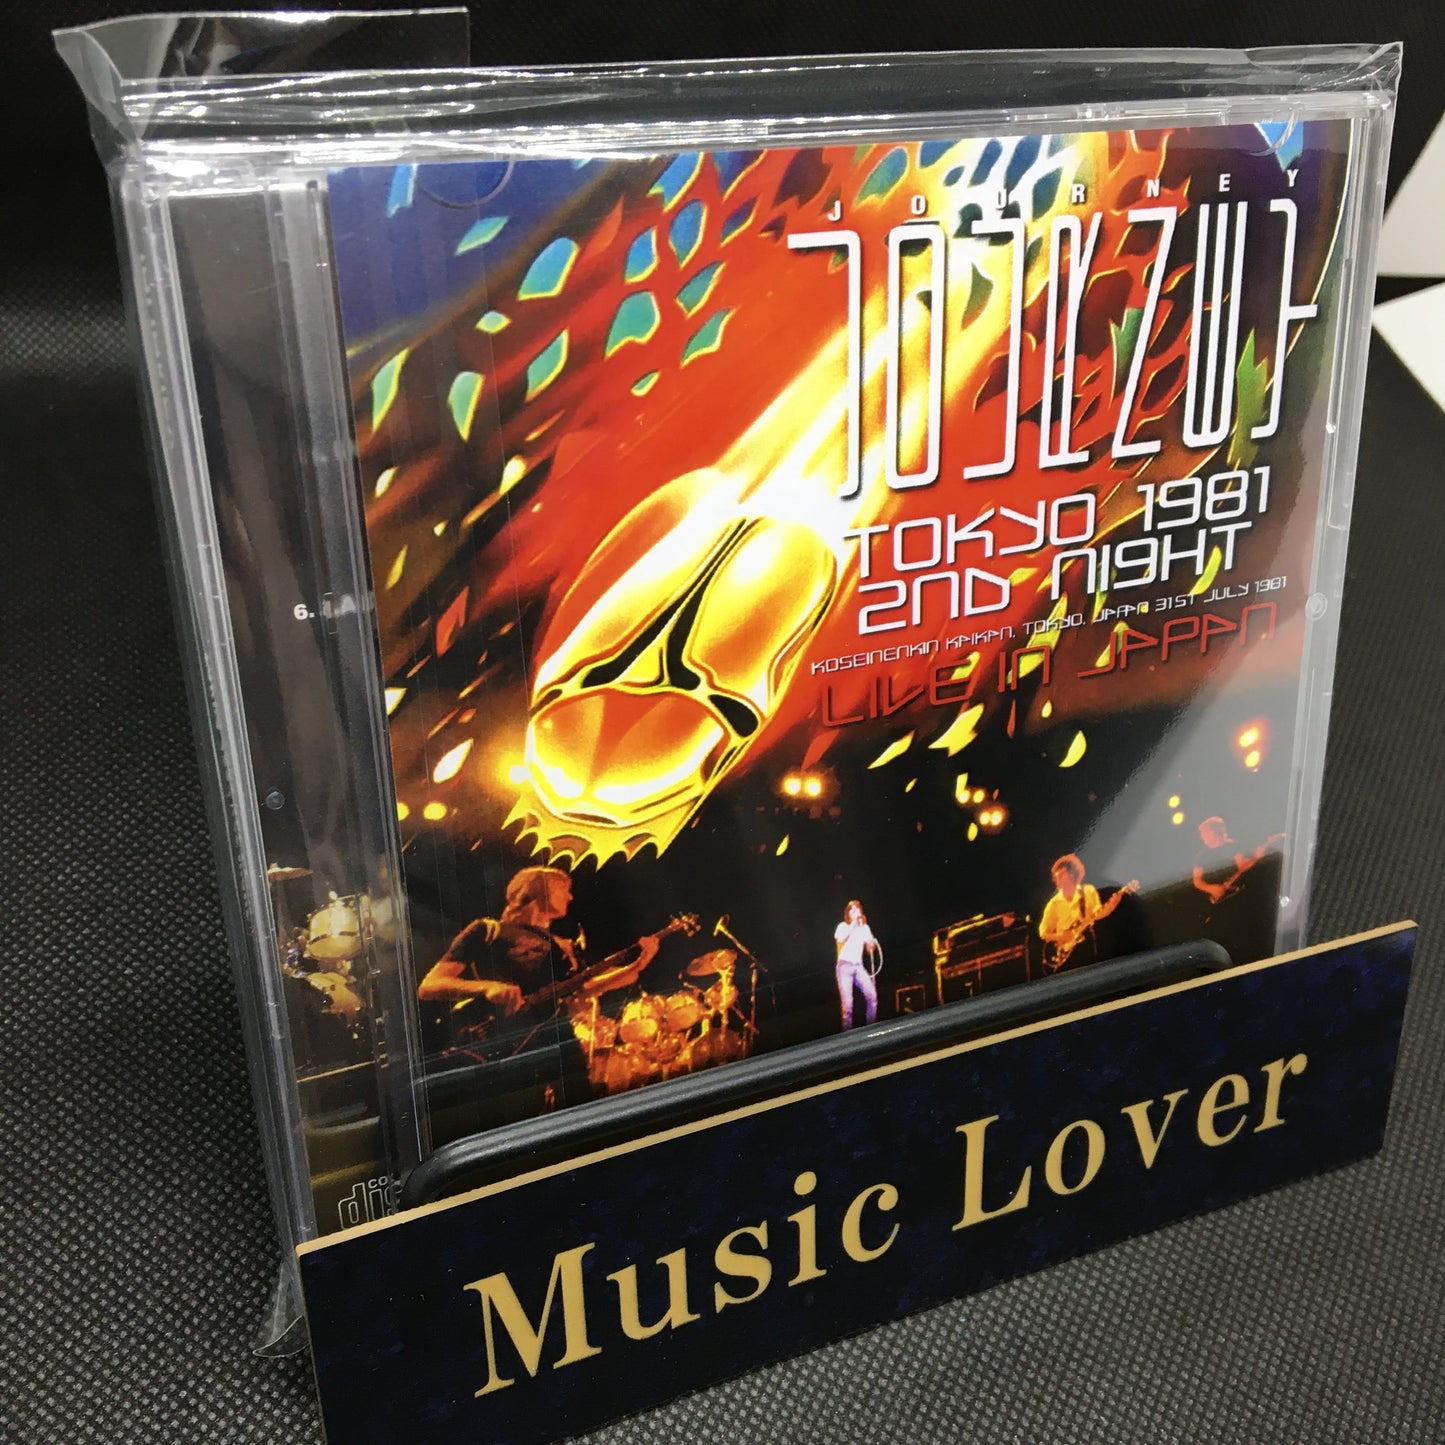 JOURNEY
TOKYO 1981
2ND NIGHT
KOSEINENKIN KAIKAN, TOKYO, JAPAN 31ST JULY 1981
LIVE IN JAPAN
6.
Music Lover